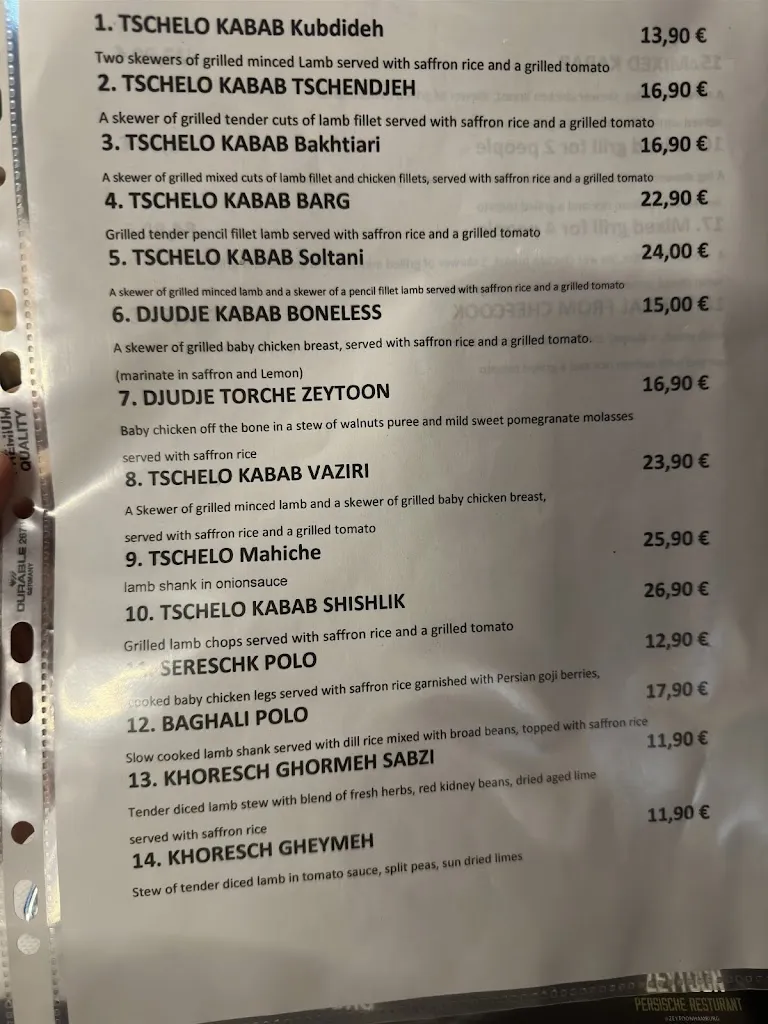 1. TSCHELO KABAB Kubdideh 13,90 €
Two skewers of grilled minced Lamb served with saffron rice and a grilled tomato
2. TSCHELO KABAB TSCHENDJEH 16,90 €
A skewer of grilled tender cuts of lamb fillet served with saffron rice and a grilled tomato
3. TSCHELO KABAB Bakhtiari 16,90 €
A skewer of grilled mixed cuts of lamb fillet and chicken fillets, served with saffron rice and a grilled tomato
4. TSCHELO KABAB BARG 22,90 €
Grilled tender pencil fillet lamb served with saffron rice and a grilled tomato
5. TSCHELO KABAB Soltani 24,00 €
A skewer of grilled minced lamb and a skewer of a pencil fillet lamb served with saffron rice and a grilled tomato
6. DJUDJE KABAB BONELESS 15,00 €
A skewer of grilled baby chicken breast, served with saffron rice and a grilled tomato.
(marinate in saffron and Lemon)
7. DJUDJE TORCHE ZEYTOON 16,90 €
Baby chicken off the bone in a stew of walnuts puree and mild sweet pomegranate molasses
served with saffron rice
8. TSCHELO KABAB VAZIRI 23,90 €
A Skewer of grilled minced lamb and a skewer of grilled baby chicken breast,
served with saffron rice and a grilled tomato
9. TSCHELO Mahiche 25,90 €
lamb shank in onionsauce
10. TSCHELO KABAB SHISHLIK 26,90 €
Grilled lamb chops served with saffron rice and a grilled tomato
SERESCHK POLO 12,90 €
cooked baby chicken legs served with saffron rice garnished with Persian goji berries,
12. BAGHALI POLO 17,90 €
Slow cooked lamb shank served with dill rice mixed with broad beans, topped with saffron rice
13. KHORESCH GHORMEH SABZI 11,90 €
Tender diced lamb stew with blend of fresh herbs, red kidney beans, dried aged lime
served with saffron rice
14. KHORESCH GHEYMEH 11,90 €
Stew of tender diced lamb in tomato sauce, split peas, sun dried limes
QUALITY
DURABLE
GERMANY
ZEYTOON
PERSISCHE RESTURANT